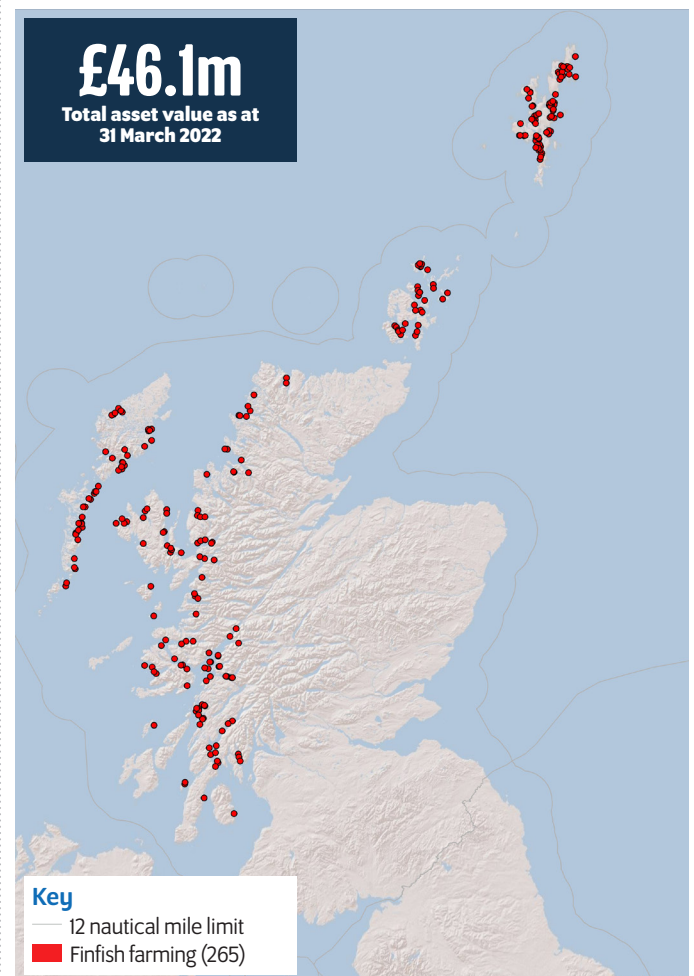 £46.1m
Total asset value as at
31 March 2022
Key
12 nautical mile limit
Finfish farming (265)